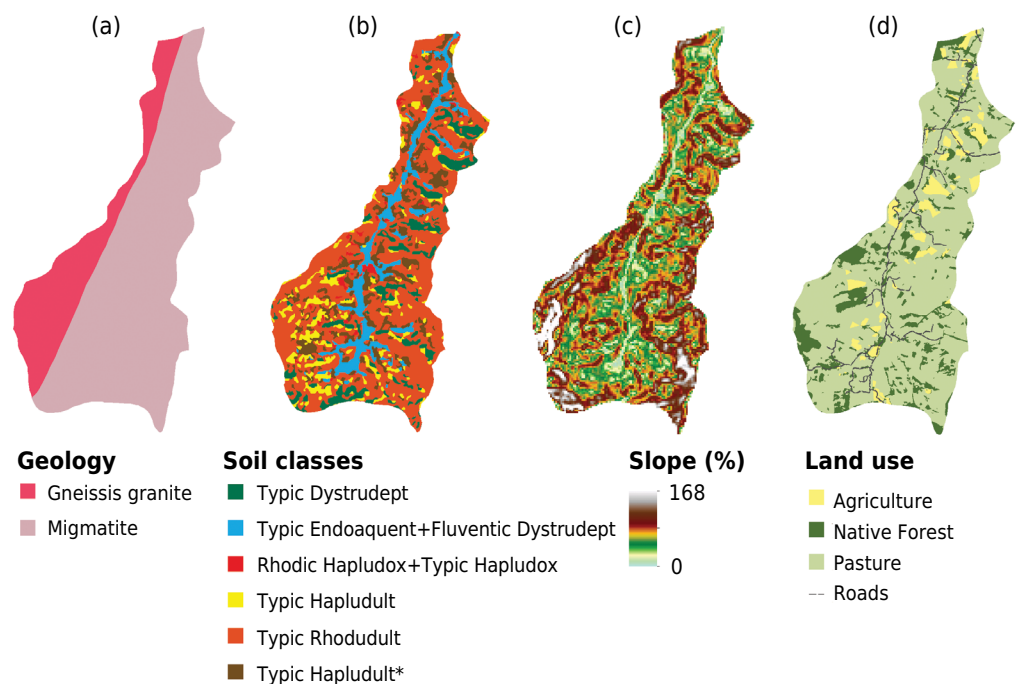 (a)
(b)
(c)
(d)
Geology
Gneissis granite
Migmatite
Soil classes
Typic Dystrudept
Typic Endoaquent+Fluventic Dystrudept
Rhodic Hapludox+Typic Hapludox
Typic Hapludult
Typic Rhodudult
Typic Hapludult*
Slope (%)
168
0
Land use
Agriculture
Native Forest
Pasture
Roads